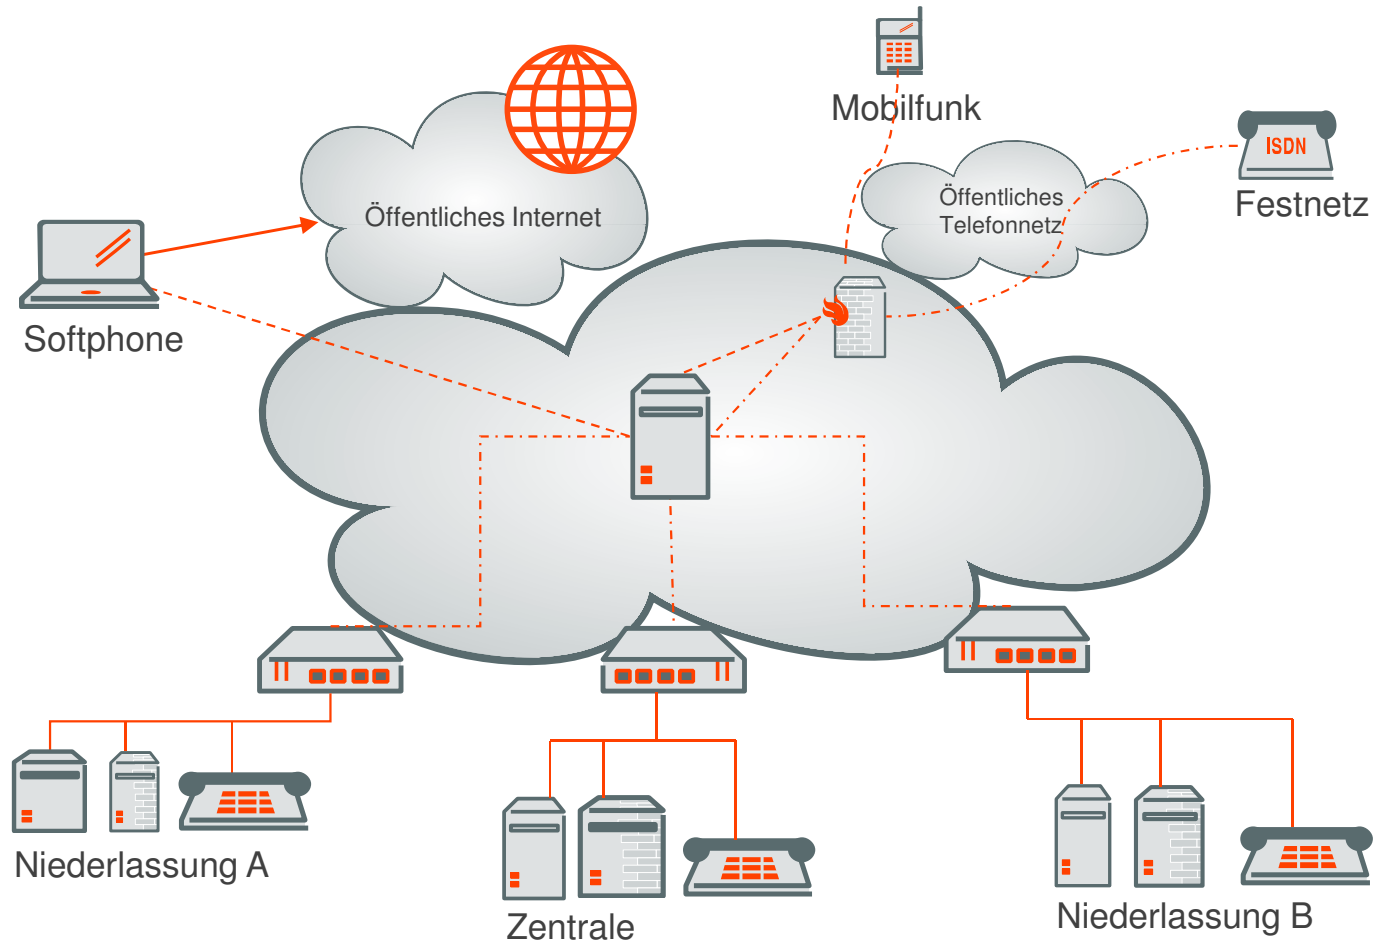 Mobilfunk
ISDN
Festnetz
Öffentliches Internet
Öffentliches
Telefonnetz
Softphone
Niederlassung A
Zentrale
Niederlassung B